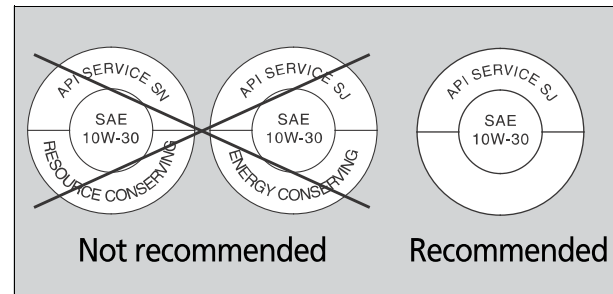 API SERVICE SN
SAE
10W-30
RESOURCE CONSERVING
API SERVICE SJ
SAE
10W-30
ENERGY CONSERVING
API SERVICE SJ
SAE
10W-30
Not recommended
Recommended